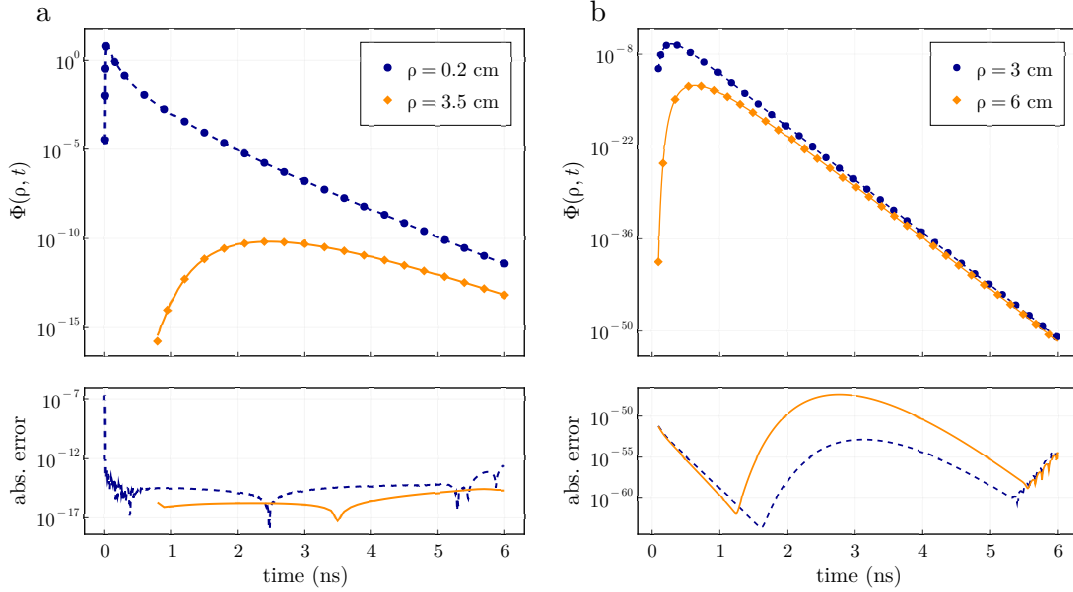 a
10⁰
10⁻⁵
10⁻¹⁰
10⁻¹⁵
Φ(ρ, t)
ρ = 0.2 cm
ρ = 3.5 cm
10⁻⁷
10⁻¹²
10⁻¹⁷
abs. error
0 1 2 3 4 5 6
time (ns)
b
10⁻⁸
10⁻²²
10⁻³⁶
10⁻⁵⁰
Φ(ρ, t)
ρ = 3 cm
ρ = 6 cm
10⁻⁵⁰
10⁻⁵⁵
10⁻⁶⁰
abs. error
0 1 2 3 4 5 6
time (ns)